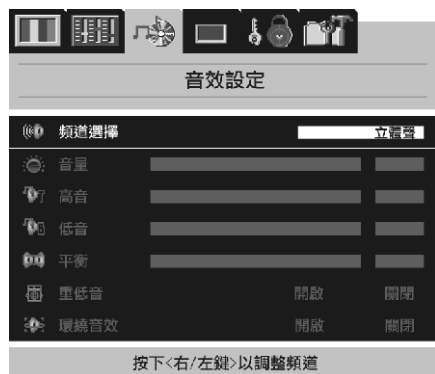 音效設定
頻道選擇 立體聲
音量
高音
低音
平衡
重低音 開啟 關閉
環繞音效 開啟 關閉
按下<右/左鍵>以調整頻道